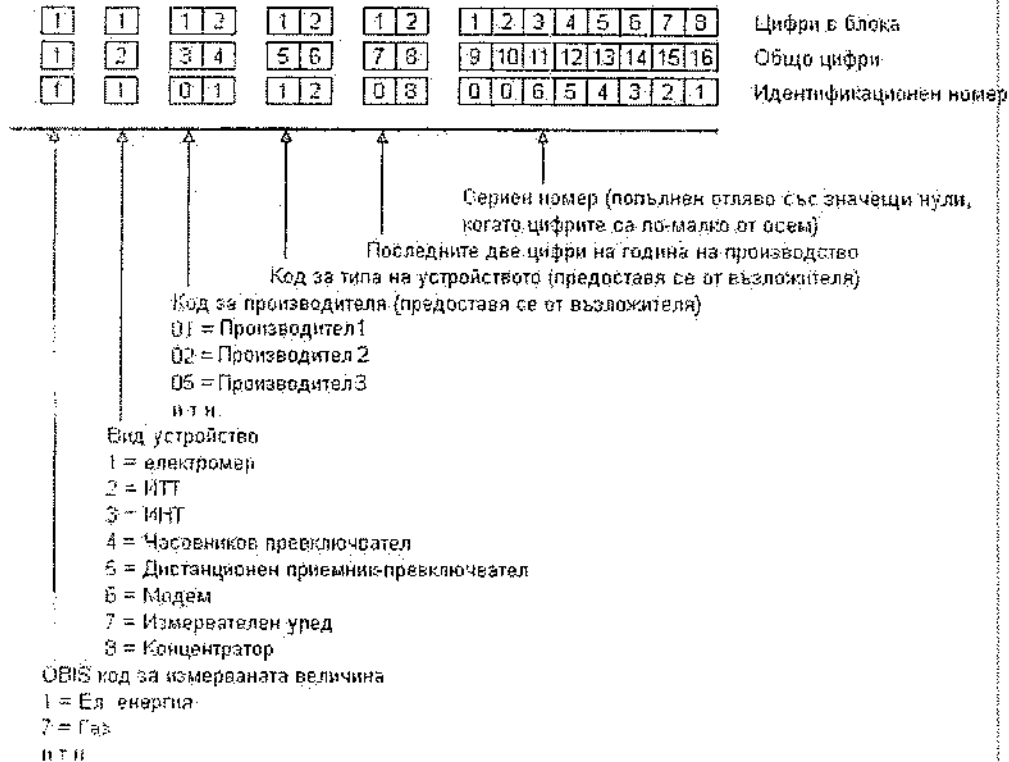 1 1 1 2 1 2 1 2 1 2 3 4 5 6 7 8 Цифри в блока
1 2 3 4 5 6 7 8 9 10 11 12 13 14 15 16 Общо цифри
1 1 0 1 1 2 0 8 0 0 6 5 4 3 2 1 Идентификационен номер
Сериен номер (попълнен отляво със значещи нули,
когато цифрите са по-малко от осем)
Последните две цифри на година на производство
Код за типа на устройството (предоставя се от възложителя)
Код за производителя (предоставя се от възложителя)
01 = Производител 1
02 = Производител 2
05 = Производител 3
и т.н.
Вид устройство
1 = електромер
2 = ИТТ
3 = ИНТ
4 = Часовников превключвател
5 = Дистанционен приемник-превключвател
6 = Модем
7 = Измервателен уред
8 = Концентратор
OBIS код за измерваната величина
1 = Ел. енергия
7 = Газ
и т.н.